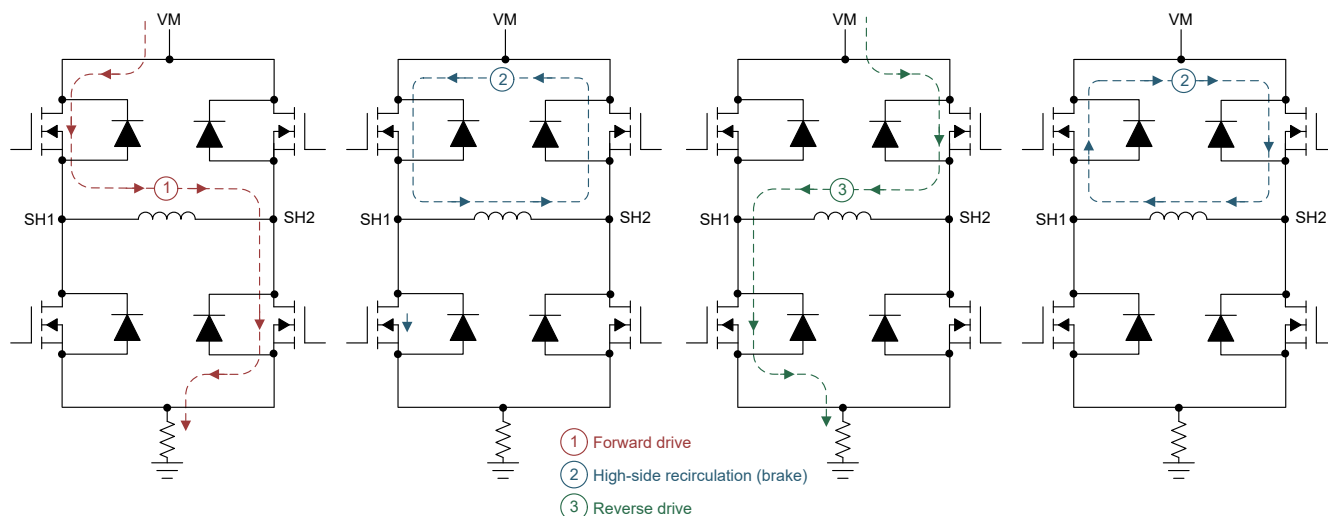 VM
VM
VM
VM
2
2
1
3
SH1
SH2
SH1
SH2
SH1
SH2
SH1
SH2
1 Forward drive
2 High-side recirculation (brake)
3 Reverse drive